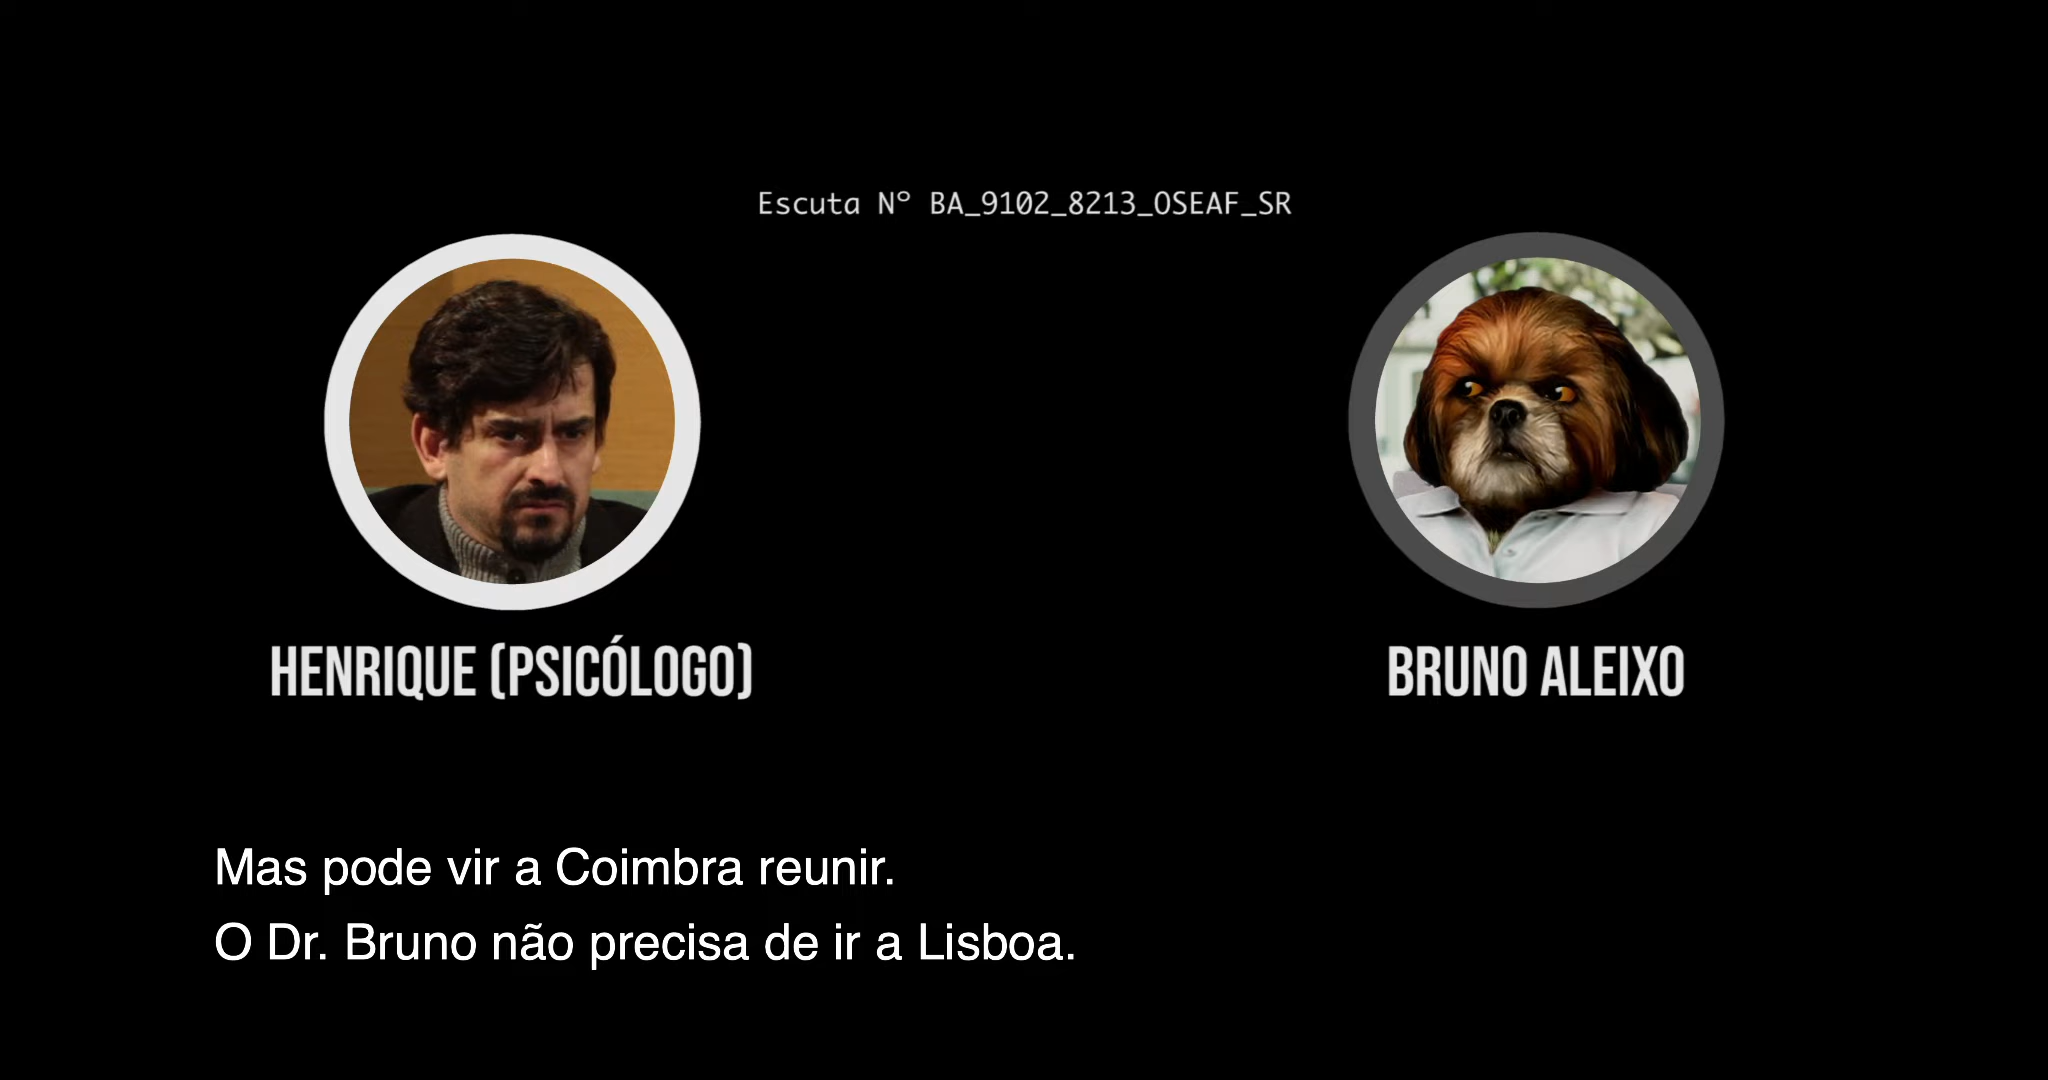 Escuta Nº BA_9102_8213_OSEAF_SR
HENRIQUE (PSICÓLOGO)
BRUNO ALEIXO
Mas pode vir a Coimbra reunir.
O Dr. Bruno não precisa de ir a Lisboa.